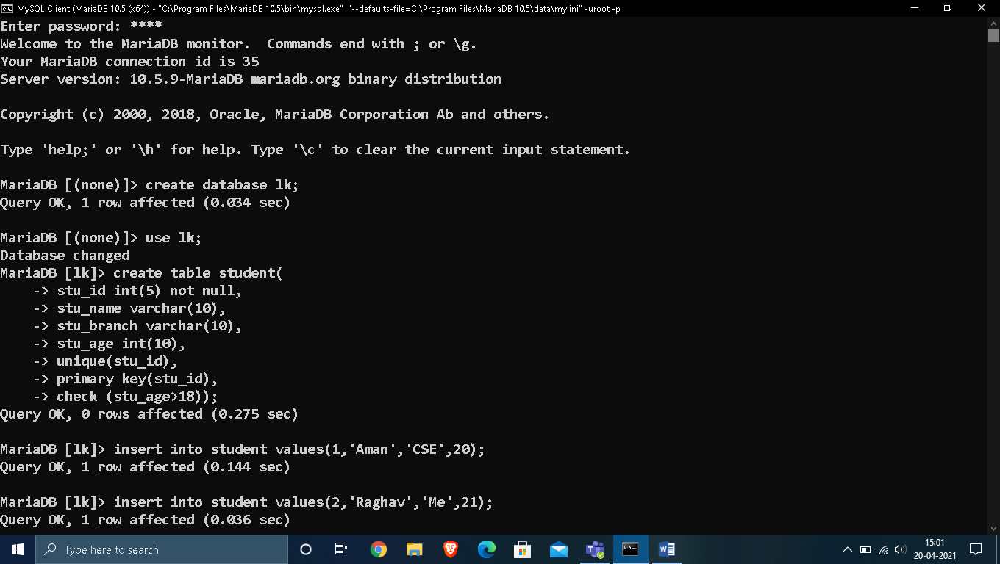 MySQL Client (MariaDB 10.5 (x64)) - "C:\Program Files\MariaDB 10.5\bin\mysql.exe" "--defaults-file=C:\Program Files\MariaDB 10.5\data\my.ini" -uroot -p
Enter password: ****
Welcome to the MariaDB monitor.  Commands end with ; or \g.
Your MariaDB connection id is 35
Server version: 10.5.9-MariaDB mariadb.org binary distribution

Copyright (c) 2000, 2018, Oracle, MariaDB Corporation Ab and others.

Type 'help;' or '\h' for help. Type '\c' to clear the current input statement.

MariaDB [(none)]> create database lk;
Query OK, 1 row affected (0.034 sec)

MariaDB [(none)]> use lk;
Database changed
MariaDB [lk]> create table student(
    -> stu_id int(5) not null,
    -> stu_name varchar(10),
    -> stu_branch varchar(10),
    -> stu_age int(10),
    -> unique(stu_id),
    -> primary key(stu_id),
    -> check (stu_age>18));
Query OK, 0 rows affected (0.275 sec)

MariaDB [lk]> insert into student values(1,'Aman','CSE',20);
Query OK, 1 row affected (0.144 sec)

MariaDB [lk]> insert into student values(2,'Raghav','Me',21);
Query OK, 1 row affected (0.036 sec)
Type here to search
15:01
20-04-2021